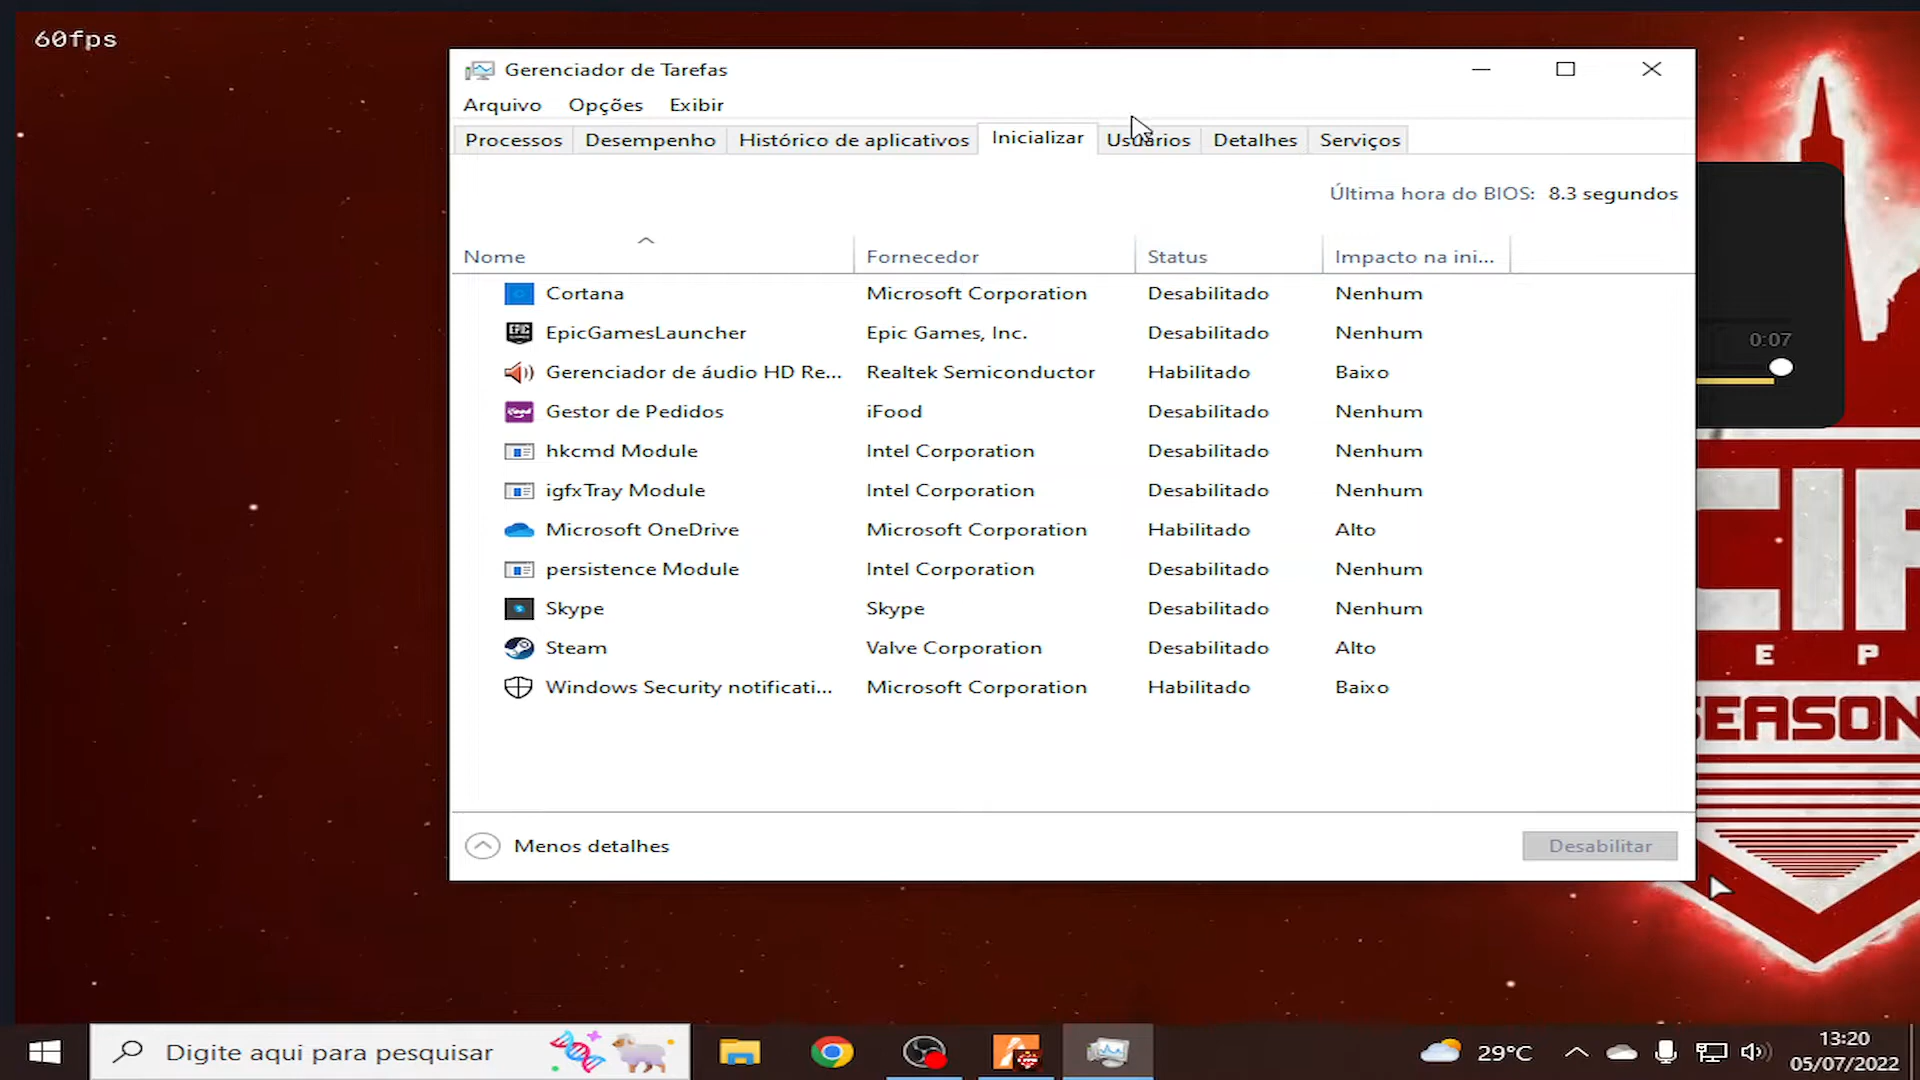 60fps
Gerenciador de Tarefas
Arquivo Opções Exibir
Processos Desempenho Histórico de aplicativos Inicializar Usuários Detalhes Serviços
Última hora do BIOS: 8.3 segundos
Nome Fornecedor Status Impacto na ini...
Cortana Microsoft Corporation Desabilitado Nenhum
EpicGamesLauncher Epic Games, Inc. Desabilitado Nenhum
Gerenciador de áudio HD Re... Realtek Semiconductor Habilitado Baixo
Gestor de Pedidos iFood Desabilitado Nenhum
hkcmd Module Intel Corporation Desabilitado Nenhum
igfxTray Module Intel Corporation Desabilitado Nenhum
Microsoft OneDrive Microsoft Corporation Habilitado Alto
persistence Module Intel Corporation Desabilitado Nenhum
Skype Skype Desabilitado Nenhum
Steam Valve Corporation Desabilitado Alto
Windows Security notificati... Microsoft Corporation Habilitado Baixo
Menos detalhes Desabilitar
0:07
E P
SEASON
Digite aqui para pesquisar
29°C
13:20
05/07/2022